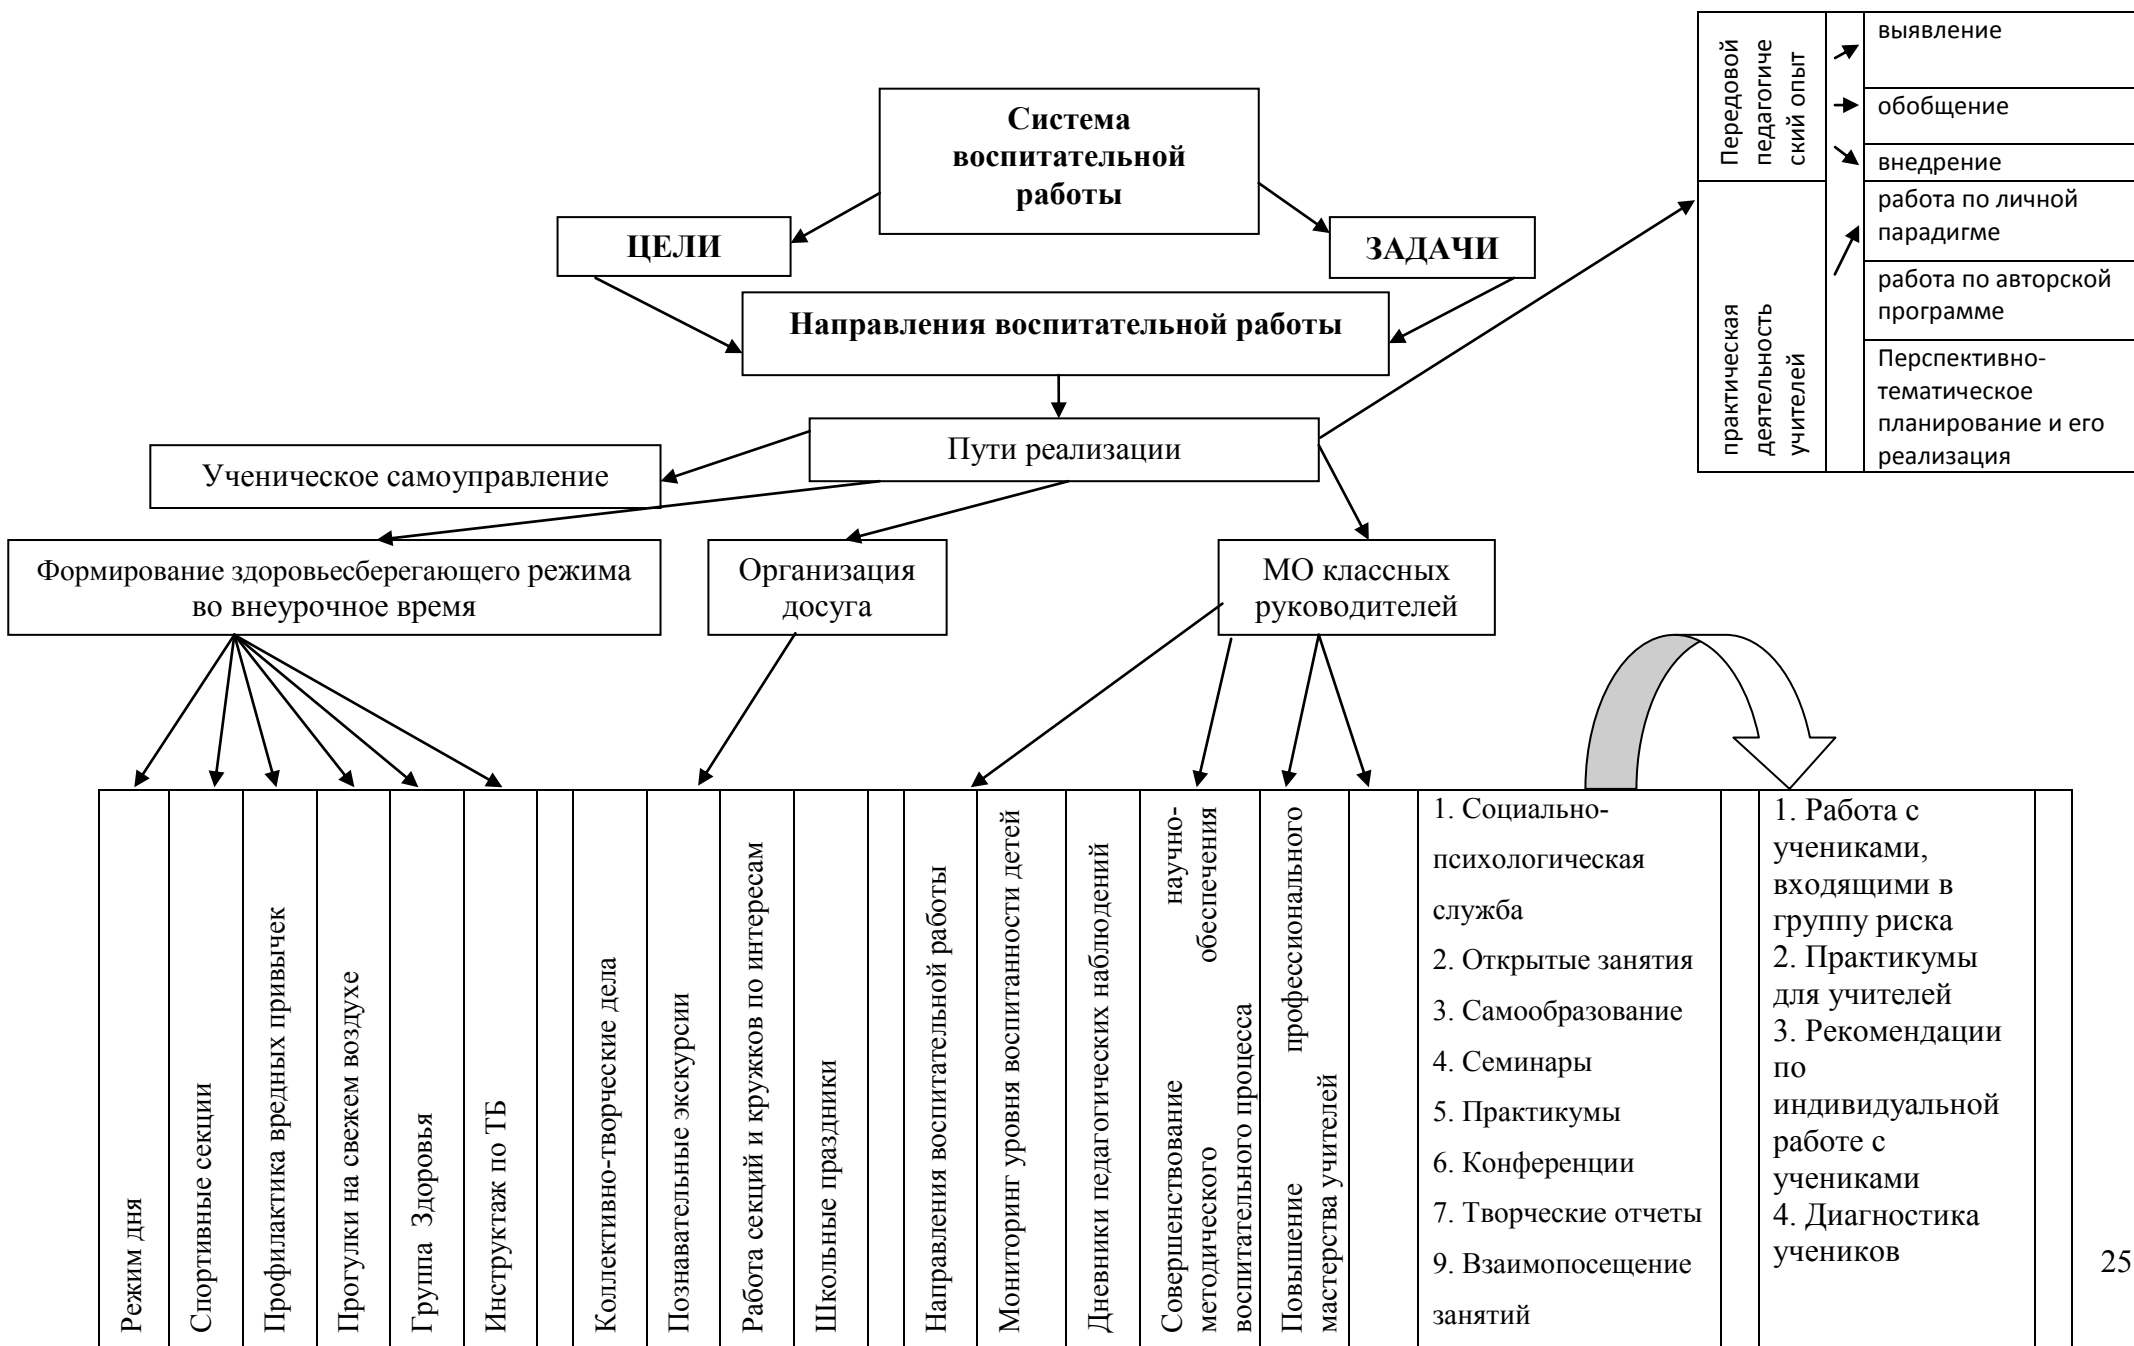 Система
воспитательной
работы
ЦЕЛИ
ЗАДАЧИ
Направления воспитательной работы
Пути реализации
Ученическое самоуправление
Передовой
педагогиче
ский опыт
выявление
обобщение
внедрение
практическая
деятельность
учителей
работа по личной
парадигме
работа по авторской
программе
Перспективно-
тематическое
планирование и его
реализация
Формирование здоровьесберегающего режима
во внеурочное время
Организация
досуга
МО классных
руководителей
Режим дня
Спортивные секции
Профилактика вредных привычек
Прогулки на свежем воздухе
Группа Здоровья
Инструктаж по ТБ
Коллективно-творческие дела
Познавательные экскурсии
Работа секций и кружков по интересам
Школьные праздники
Направления воспитательной работы
Мониторинг уровня воспитанности детей
Дневники педагогических наблюдений
Совершенствование научно-
методического обеспечения
воспитательного процесса
Повышение профессионального
мастерства учителей
1. Социально-
психологическая
служба
2. Открытые занятия
3. Самообразование
4. Семинары
5. Практикумы
6. Конференции
7. Творческие отчеты
9. Взаимопосещение
занятий
1. Работа с
учениками,
входящими в
группу риска
2. Практикумы
для учителей
3. Рекомендации
по
индивидуальной
работе с
учениками
4. Диагностика
учеников
25